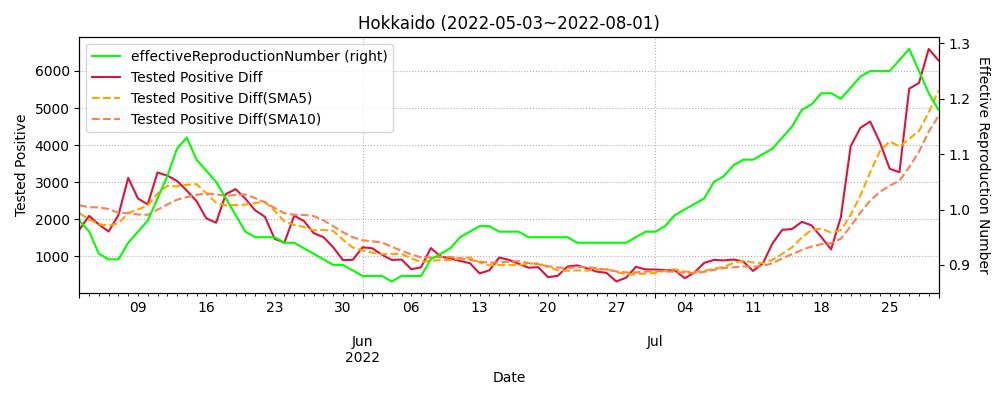 Hokkaido (2022-05-03~2022-08-01)
effectiveReproductionNumber (right)
Tested Positive Diff
Tested Positive Diff(SMA5)
Tested Positive Diff(SMA10)
Tested Positive
6000
5000
4000
3000
2000
1000
1.3
1.2
1.1
1.0
0.9
Effective Reproduction Number
09 16 23 30 06 13 20 27 04 11 18 25
Jun Jul
2022
Date